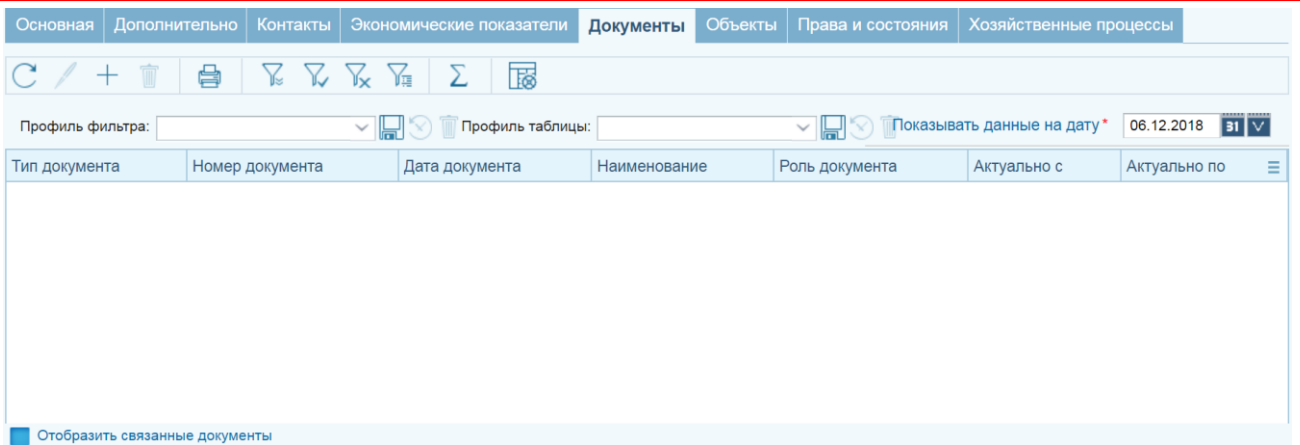 Основная Дополнительно Контакты Экономические показатели Документы Объекты Права и состояния Хозяйственные процессы
Профиль фильтра: Профиль таблицы: Показывать данные на дату* 06.12.2018 31
Тип документа Номер документа Дата документа Наименование Роль документа Актуально с Актуально по
Отобразить связанные документы